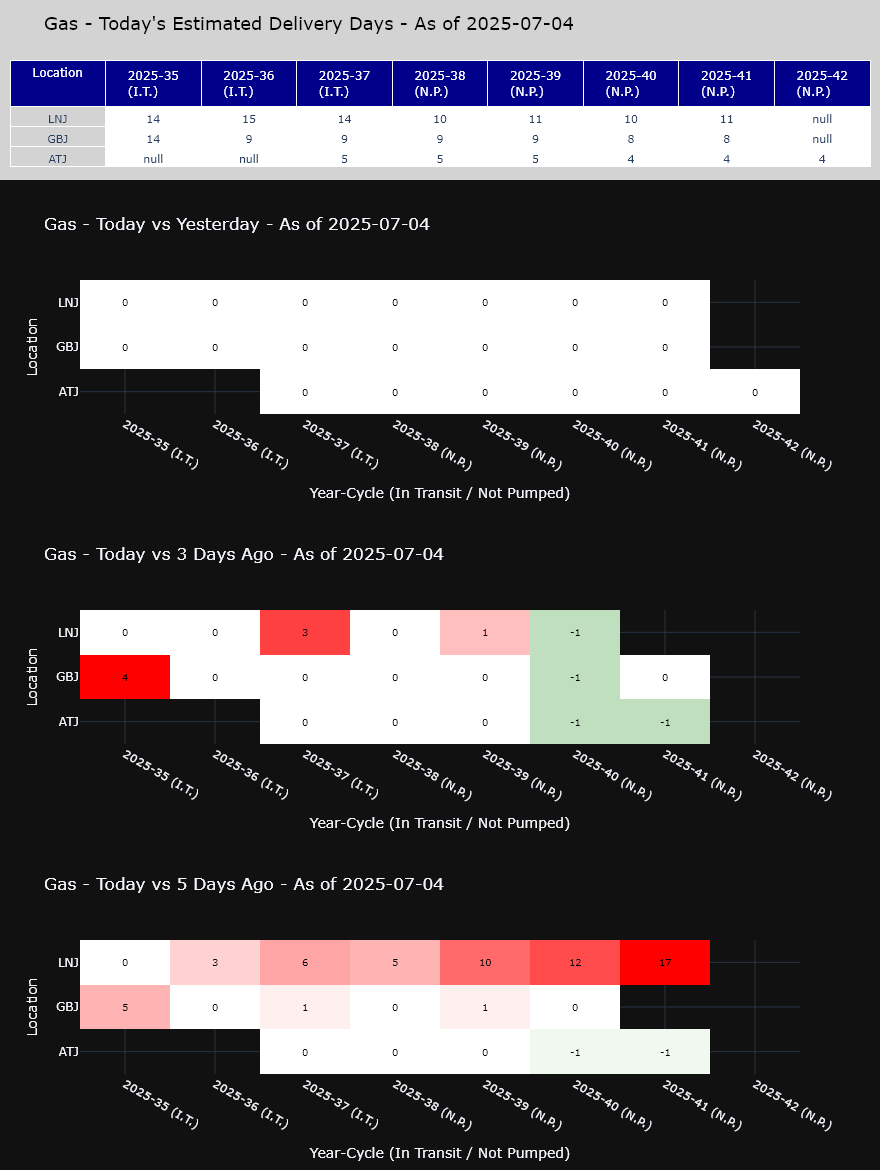 Gas - Today's Estimated Delivery Days - As of 2025-07-04
Location 2025-35 (I.T.) 2025-36 (I.T.) 2025-37 (I.T.) 2025-38 (N.P.) 2025-39 (N.P.) 2025-40 (N.P.) 2025-41 (N.P.) 2025-42 (N.P.)
LNJ 14 15 14 10 11 10 11 null
GBJ 14 9 9 9 9 8 8 null
ATJ null null 5 5 5 4 4 4
Gas - Today vs Yesterday - As of 2025-07-04
Location
LNJ 0 0 0 0 0 0 0
GBJ 0 0 0 0 0 0 0
ATJ 0 0 0 0 0 0
2025-35 (I.T.) 2025-36 (I.T.) 2025-37 (I.T.) 2025-38 (N.P.) 2025-39 (N.P.) 2025-40 (N.P.) 2025-41 (N.P.) 2025-42 (N.P.)
Year-Cycle (In Transit / Not Pumped)
Gas - Today vs 3 Days Ago - As of 2025-07-04
Location
LNJ 0 0 3 0 1 -1
GBJ 4 0 0 0 0 -1 0
ATJ 0 0 0 -1 -1
2025-35 (I.T.) 2025-36 (I.T.) 2025-37 (I.T.) 2025-38 (N.P.) 2025-39 (N.P.) 2025-40 (N.P.) 2025-41 (N.P.) 2025-42 (N.P.)
Year-Cycle (In Transit / Not Pumped)
Gas - Today vs 5 Days Ago - As of 2025-07-04
Location
LNJ 0 3 6 5 10 12 17
GBJ 5 0 1 0 1 0
ATJ 0 0 0 -1 -1
2025-35 (I.T.) 2025-36 (I.T.) 2025-37 (I.T.) 2025-38 (N.P.) 2025-39 (N.P.) 2025-40 (N.P.) 2025-41 (N.P.) 2025-42 (N.P.)
Year-Cycle (In Transit / Not Pumped)